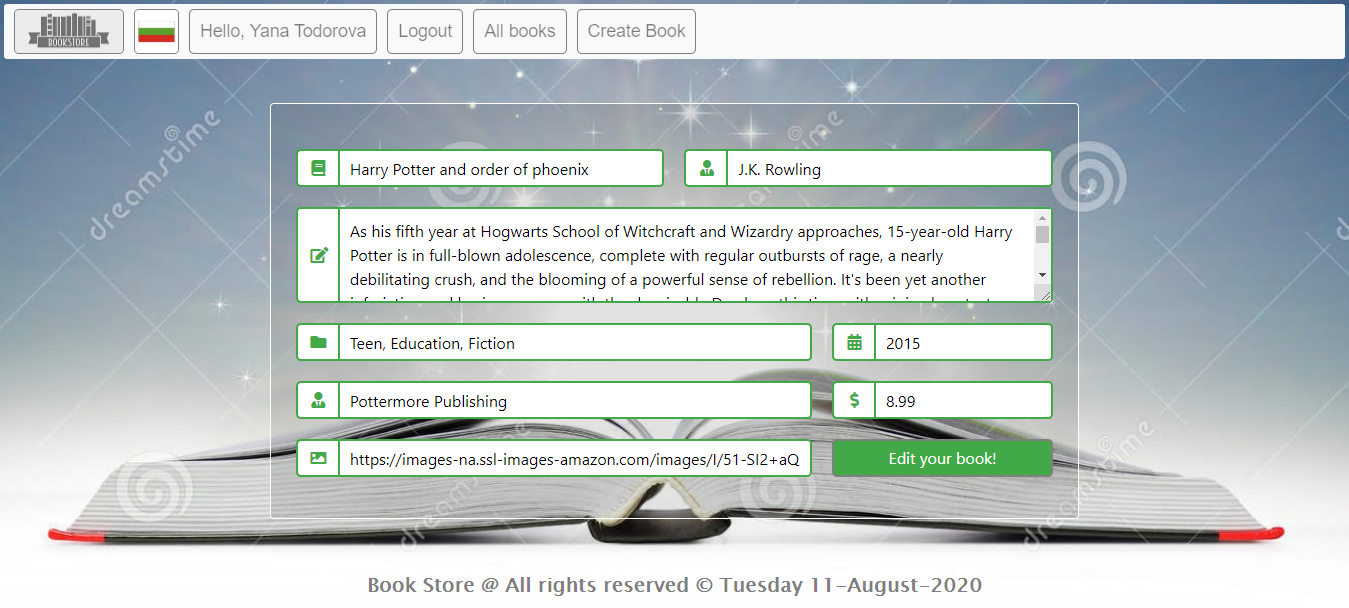 BOOKSTORE
Hello, Yana Todorova
Logout
All books
Create Book
dreamstime
dreamstime
Harry Potter and order of phoenix
J.K. Rowling
As his fifth year at Hogwarts School of Witchcraft and Wizardry approaches, 15-year-old Harry
Potter is in full-blown adolescence, complete with regular outbursts of rage, a nearly
debilitating crush, and the blooming of a powerful sense of rebellion. It's been yet another
Teen, Education, Fiction
2015
Pottermore Publishing
$ 8.99
https://images-na.ssl-images-amazon.com/images/I/51-SI2+aQ
Edit your book!
dreamstime
dreamstime
Book Store @ All rights reserved © Tuesday 11-August-2020